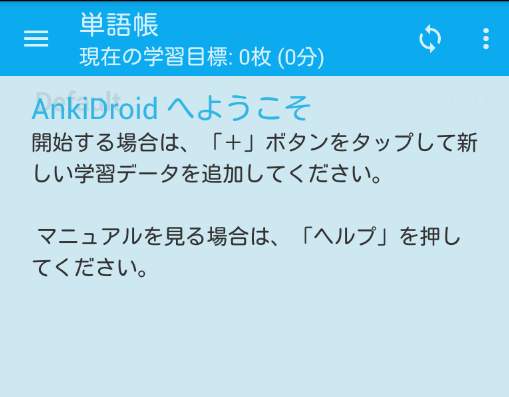 単語帳
現在の学習目標: 0枚 (0分)
Default
AnkiDroid へようこそ
開始する場合は、「＋」ボタンをタップして新
しい学習データを追加してください。
マニュアルを見る場合は、「ヘルプ」を押し
てください。